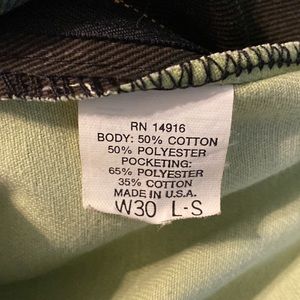 RN 14916
BODY: 50% COTTON
50% POLYESTER
POCKETING:
65% POLYESTER
35% COTTON
MADE IN U.S.A.
W30 L-S